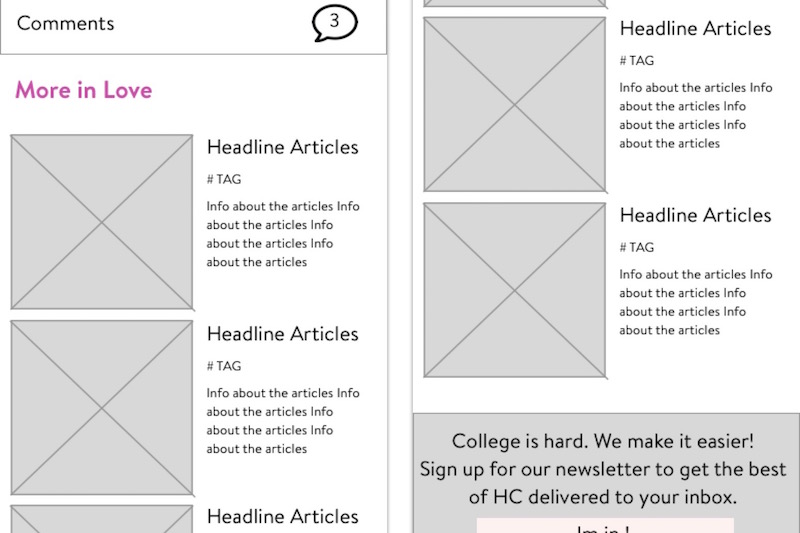 Comments
3
More in Love
Headline Articles
# TAG
Info about the articles Info
about the articles Info
about the articles Info
about the articles
Headline Articles
# TAG
Info about the articles Info
about the articles Info
about the articles Info
about the articles
Headline Articles
Headline Articles
# TAG
Info about the articles Info
about the articles Info
about the articles Info
about the articles
Headline Articles
# TAG
Info about the articles Info
about the articles Info
about the articles Info
about the articles
College is hard. We make it easier!
Sign up for our newsletter to get the best
of HC delivered to your inbox.
Im in !